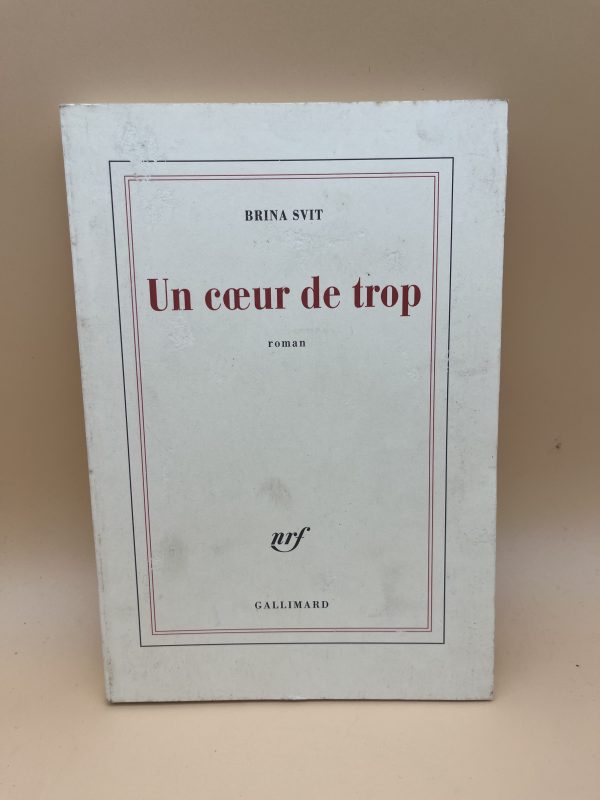 BRINA SVIT
Un cœur de trop
roman
nrf
GALLIMARD